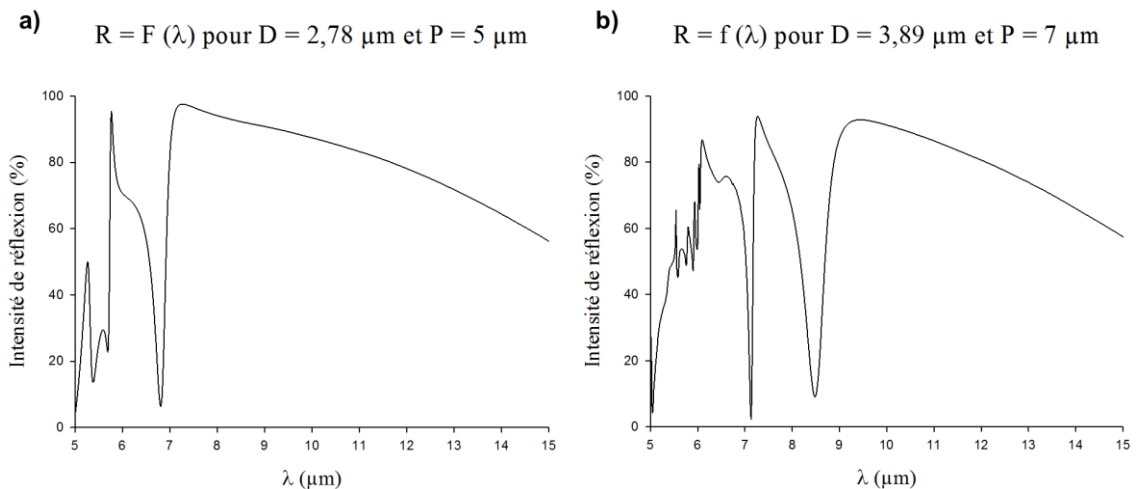 a)
R = F (λ) pour D = 2,78 µm et P = 5 µm
Intensité de réflexion (%)
100
80
60
40
20
0
5 6 7 8 9 10 11 12 13 14 15
λ (µm)
b)
R = f (λ) pour D = 3,89 µm et P = 7 µm
Intensité de réflexion (%)
100
80
60
40
20
0
5 6 7 8 9 10 11 12 13 14 15
λ (µm)